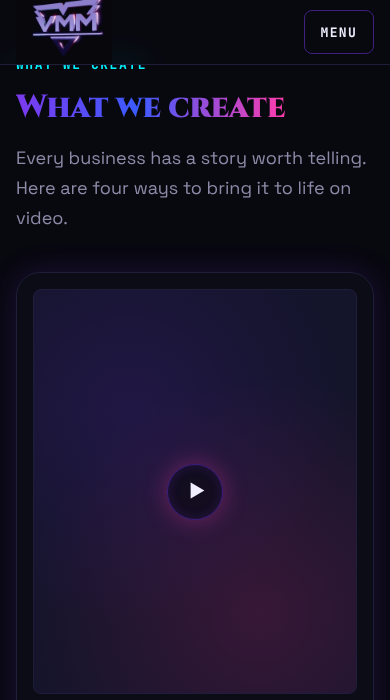 VMM
MENU
WHAT WE CREATE
What we create
Every business has a story worth telling.
Here are four ways to bring it to life on
video.